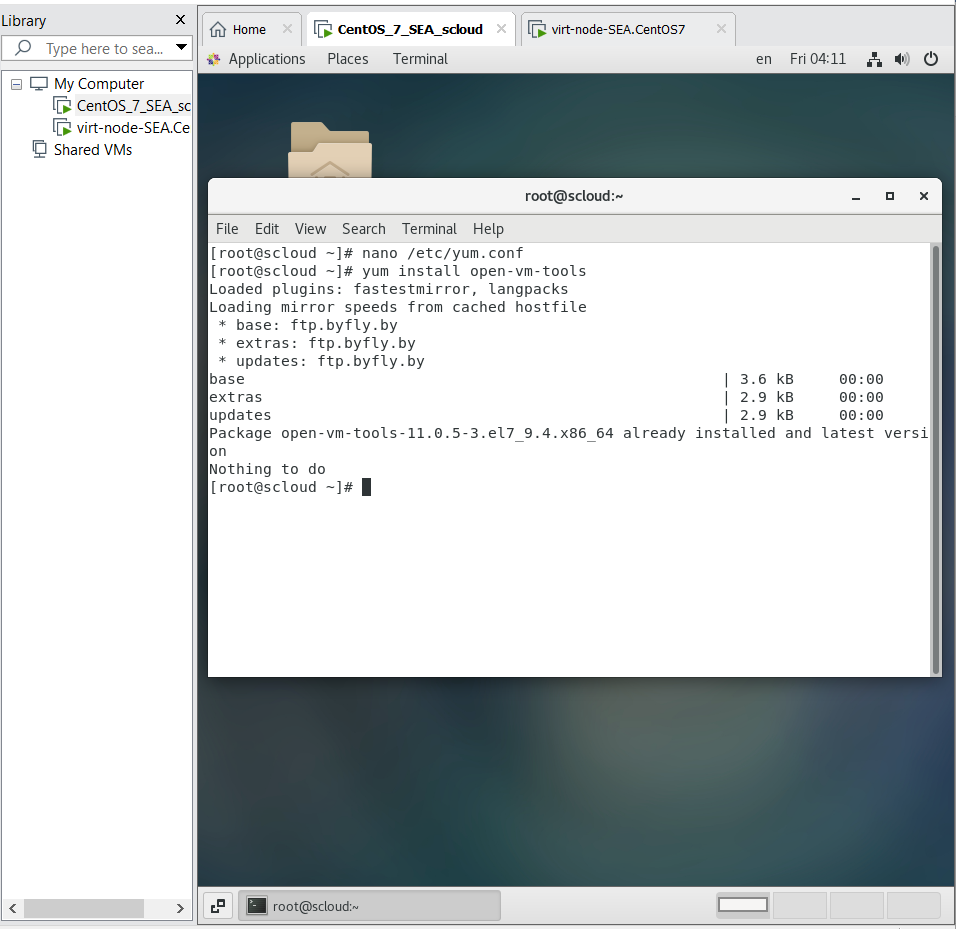 Library
Type here to sea...
My Computer
CentOS_7_SEA_sc
virt-node-SEA.Ce
Shared VMs
Home
CentOS_7_SEA_scloud
virt-node-SEA.CentOS7
Applications Places Terminal en Fri 04:11
root@scloud:~
File Edit View Search Terminal Help
[root@scloud ~]# nano /etc/yum.conf
[root@scloud ~]# yum install open-vm-tools
Loaded plugins: fastestmirror, langpacks
Loading mirror speeds from cached hostfile
 * base: ftp.byfly.by
 * extras: ftp.byfly.by
 * updates: ftp.byfly.by
base | 3.6 kB 00:00
extras | 2.9 kB 00:00
updates | 2.9 kB 00:00
Package open-vm-tools-11.0.5-3.el7_9.4.x86_64 already installed and latest versi
on
Nothing to do
[root@scloud ~]#
root@scloud:~